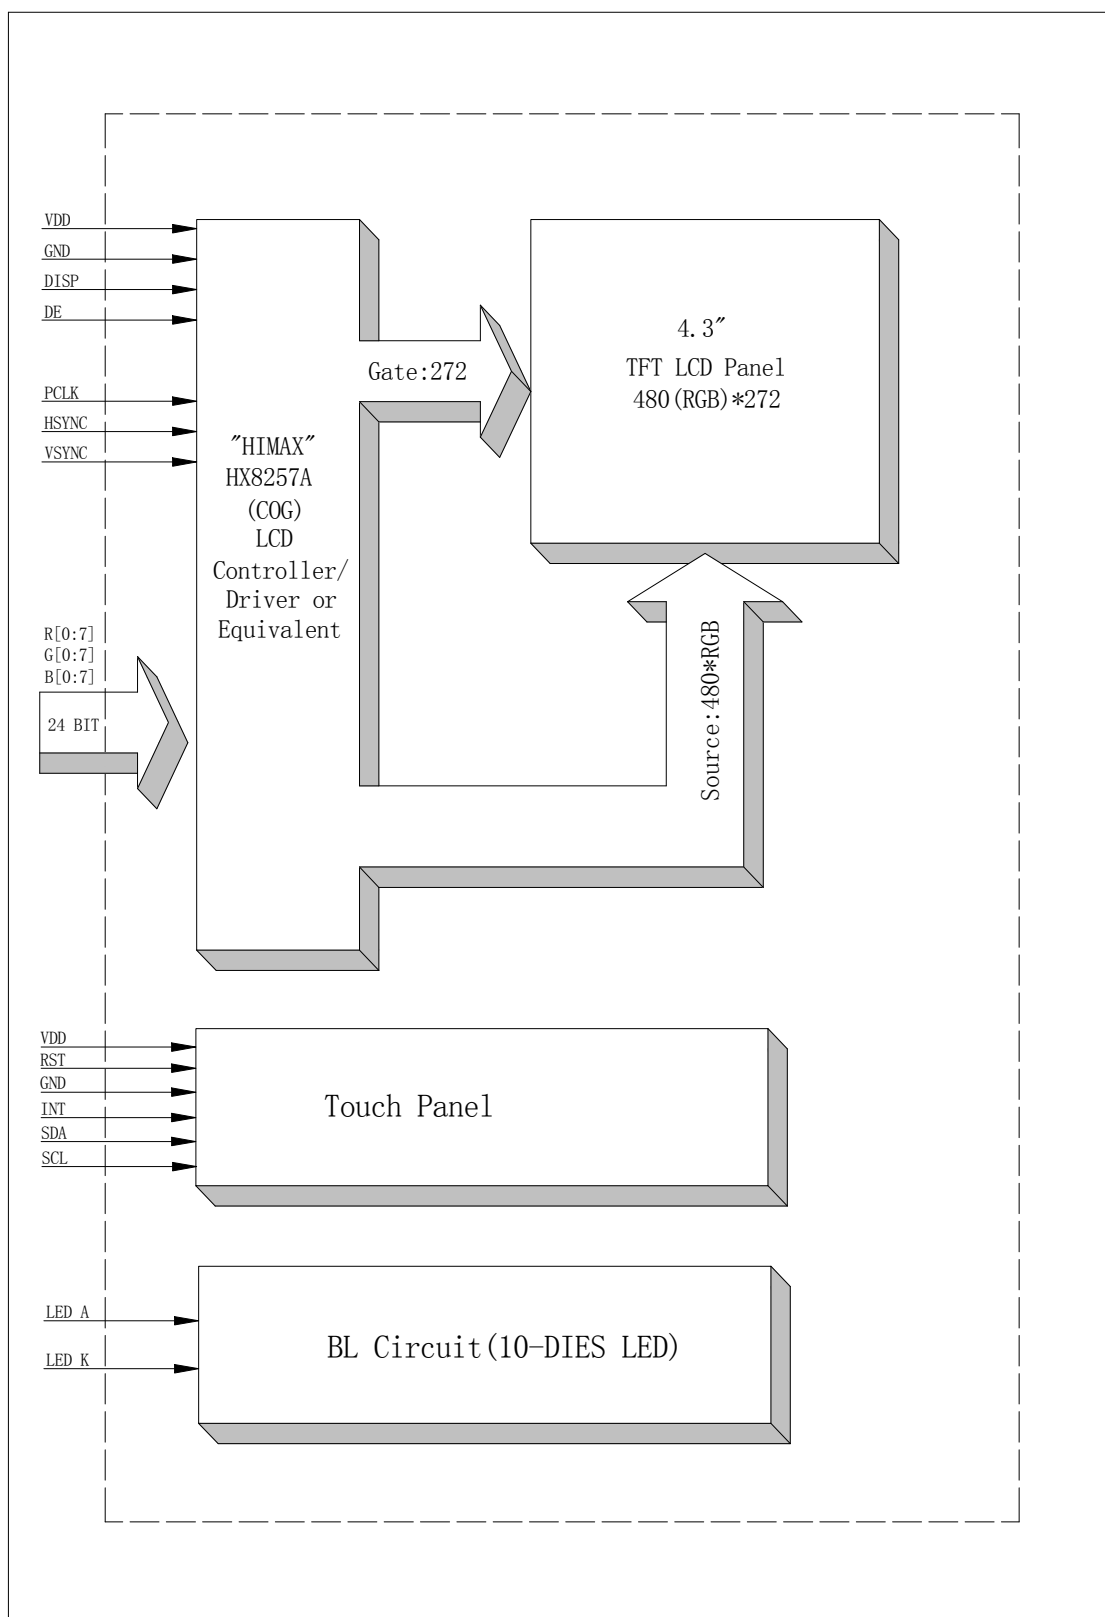 VDD
GND
DISP
DE
PCLK
HSYNC
VSYNC
R[0:7]
G[0:7]
B[0:7]
24 BIT
"HIMAX"
HX8257A
(COG)
LCD
Controller/
Driver or
Equivalent
Gate:272
4.3"
TFT LCD Panel
480(RGB)*272
Source:480*RGB
VDD
RST
GND
INT
SDA
SCL
Touch Panel
LED A
LED K
BL Circuit(10-DIES LED)